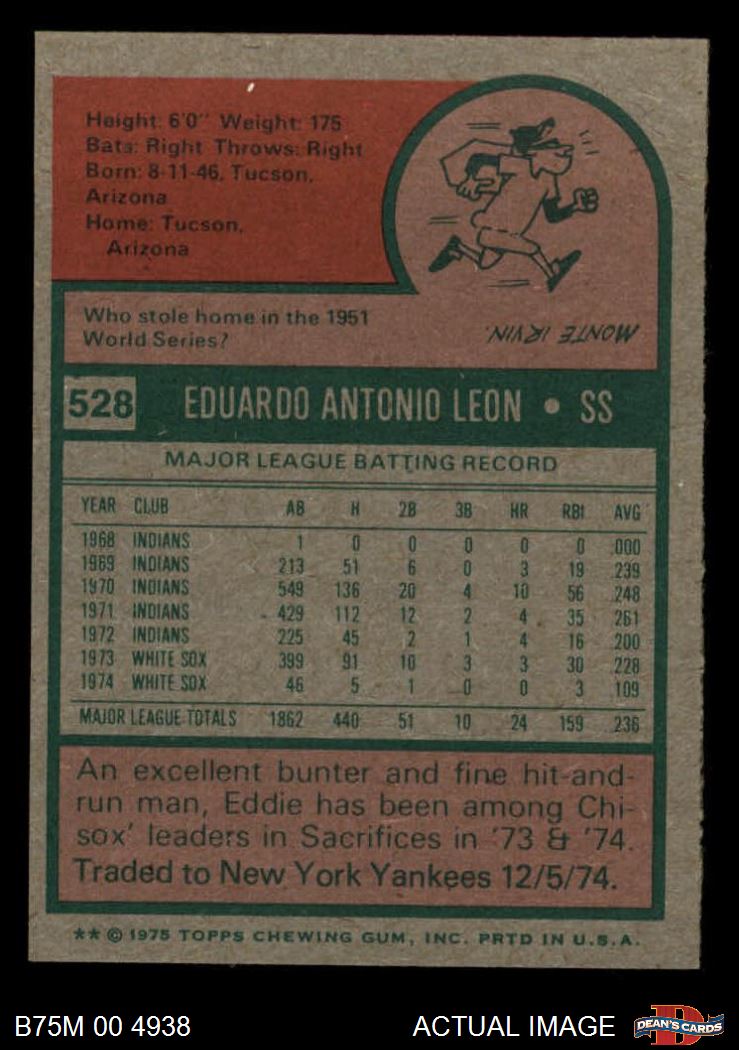 Height: 6'0" Weight: 175
Bats: Right Throws: Right
Born: 8-11-46, Tucson,
Arizona
Home: Tucson,
Arizona
Who stole home in the 1951
World Series?
MONTE IRVIN.
528 EDUARDO ANTONIO LEON • SS
MAJOR LEAGUE BATTING RECORD
YEAR CLUB AB H 2B 3B HR RBI AVG
1968 INDIANS 1 0 0 0 0 0 .000
1969 INDIANS 213 51 6 0 3 19 .239
1970 INDIANS 549 136 20 4 10 56 .248
1971 INDIANS 429 112 12 2 4 35 .261
1972 INDIANS 225 45 2 1 4 16 .200
1973 WHITE SOX 399 91 10 3 3 30 .228
1974 WHITE SOX 46 5 1 0 0 3 .109
MAJOR LEAGUE TOTALS 1862 440 51 10 24 159 .236
An excellent bunter and fine hit-and-
run man, Eddie has been among Chi-
sox' leaders in Sacrifices in '73 & '74.
Traded to New York Yankees 12/5/74.
** © 1975 TOPPS CHEWING GUM, INC. PRTD IN U.S.A.
B75M 00 4938 ACTUAL IMAGE D DEAN'S CARDS